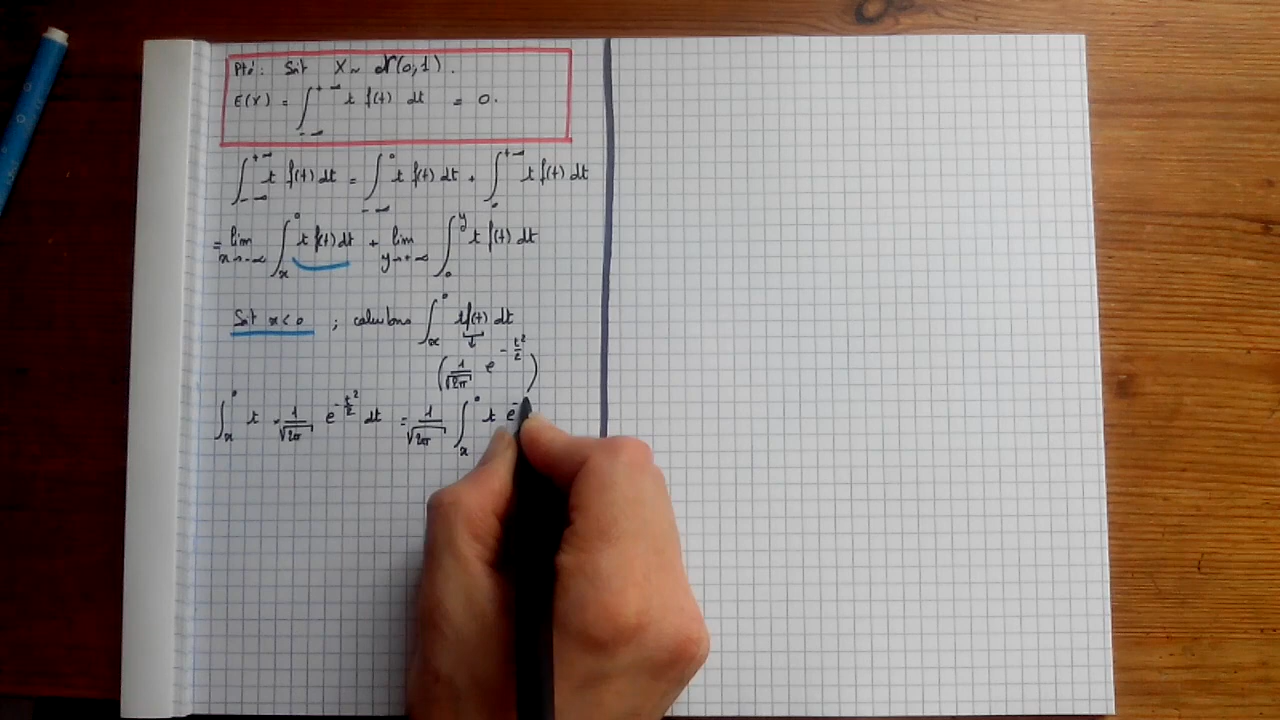 Pté : Soit X ~ N(0,1).
E(X) = ∫_{-∞}^{+∞} t f(t) dt = 0.
∫_{-∞}^{+∞} t f(t) dt = ∫_{-∞}^{0} t f(t) dt + ∫_{0}^{+∞} t f(t) dt
= lim_{x→-∞} ∫_{x}^{0} t f(t) dt + lim_{y→+∞} ∫_{0}^{y} t f(t) dt
Soit x < 0 ; calculons ∫_{x}^{0} t f(t) dt
(1/√2π e^{-t²/2})
∫_{x}^{0} t × 1/√2π e^{-t²/2} dt = 1/√2π ∫_{x}^{0} t e^-